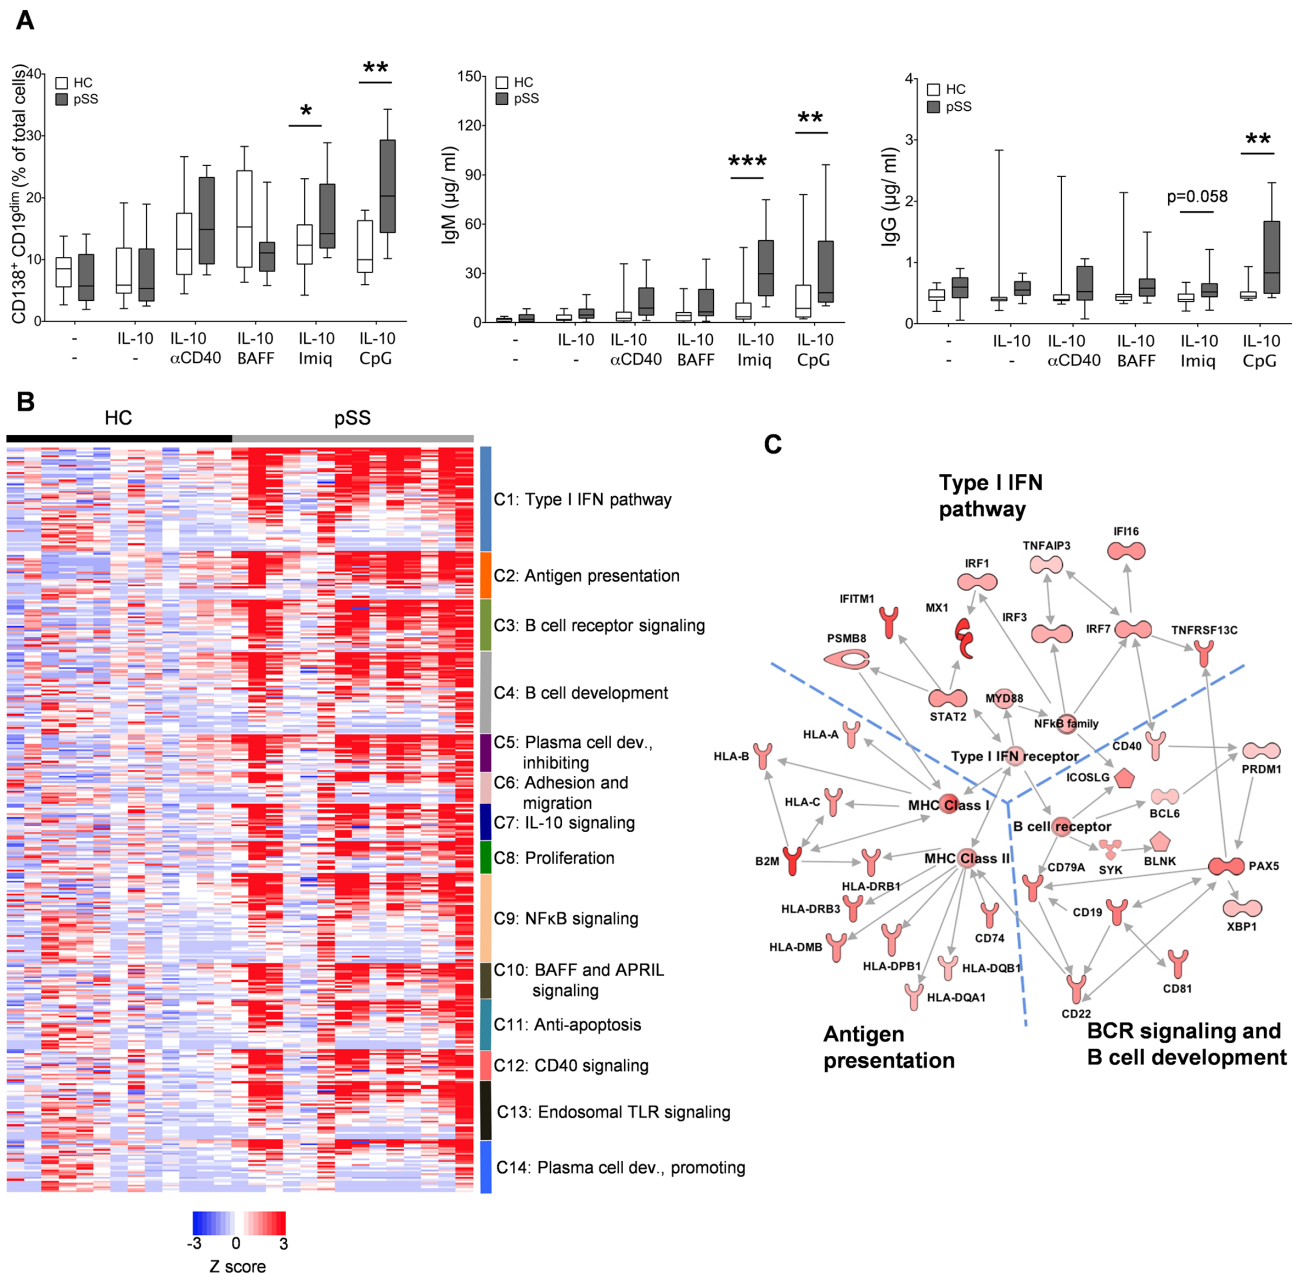 A
CD138⁺ CD19ᵈⁱᵐ (% of total cells)
40
30
20
10
0
HC
pSS
*
**
- IL-10 IL-10 IL-10 IL-10 IL-10
- - αCD40 BAFF Imiq CpG
IgM (µg/ ml)
150
120
90
60
30
0
HC
pSS
***
**
- IL-10 IL-10 IL-10 IL-10 IL-10
- - αCD40 BAFF Imiq CpG
IgG (µg/ ml)
4
3
2
1
0
HC
pSS
p=0.058
**
- IL-10 IL-10 IL-10 IL-10 IL-10
- - αCD40 BAFF Imiq CpG
B
HC pSS
C1: Type I IFN pathway
C2: Antigen presentation
C3: B cell receptor signaling
C4: B cell development
C5: Plasma cell dev.,
inhibiting
C6: Adhesion and
migration
C7: IL-10 signaling
C8: Proliferation
C9: NFκB signaling
C10: BAFF and APRIL
signaling
C11: Anti-apoptosis
C12: CD40 signaling
C13: Endosomal TLR signaling
C14: Plasma cell dev., promoting
-3 0 3
Z score
C
Type I IFN
pathway
IFI16
TNFAIP3
IRF1
IFITM1
MX1
IRF3
IRF7
TNFRSF13C
PSMB8
STAT2
MYD88
NFkB family
HLA-A
HLA-B
Type I IFN receptor
CD40
PRDM1
ICOSLG
HLA-C
MHC Class I
BCL6
B cell receptor
B2M
MHC Class II
CD79A
SYK
BLNK
PAX5
HLA-DRB1
HLA-DRB3
CD19
XBP1
HLA-DMB
CD74
HLA-DPB1
HLA-DQB1
CD81
HLA-DQA1
CD22
Antigen
presentation
BCR signaling and
B cell development